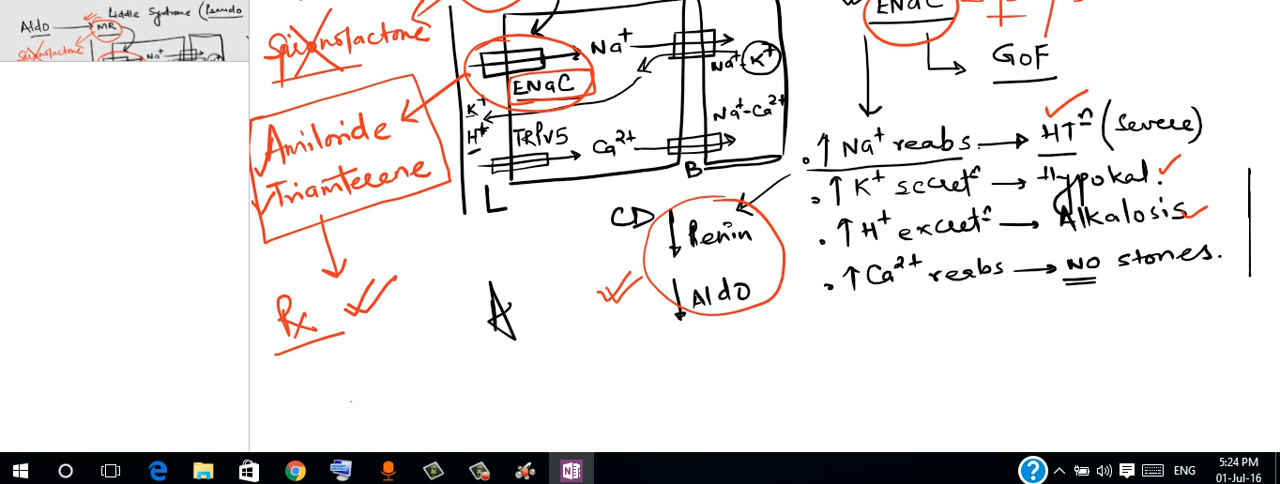 Liddle Syndrome (Pseudo
Aldo → MR
Spironolactone
Na+
Spironolactone
Na+
Na+-K+
ENaC
K+
H+
TRPV5
Ca2+
Na+-Ca2+
L
B
Amiloride
Triamterene
Rx
CD
↓ Renin
↓ Aldo
ENaC
GoF
. ↑ Na+ reabs → HTn (severe)
. ↑ K+ secretn → Hypokal.
. ↑ H+ excretn → Alkalosis
. ↑ Ca2+ reabs → NO stones.
ENG
5:24 PM
01-Jul-16